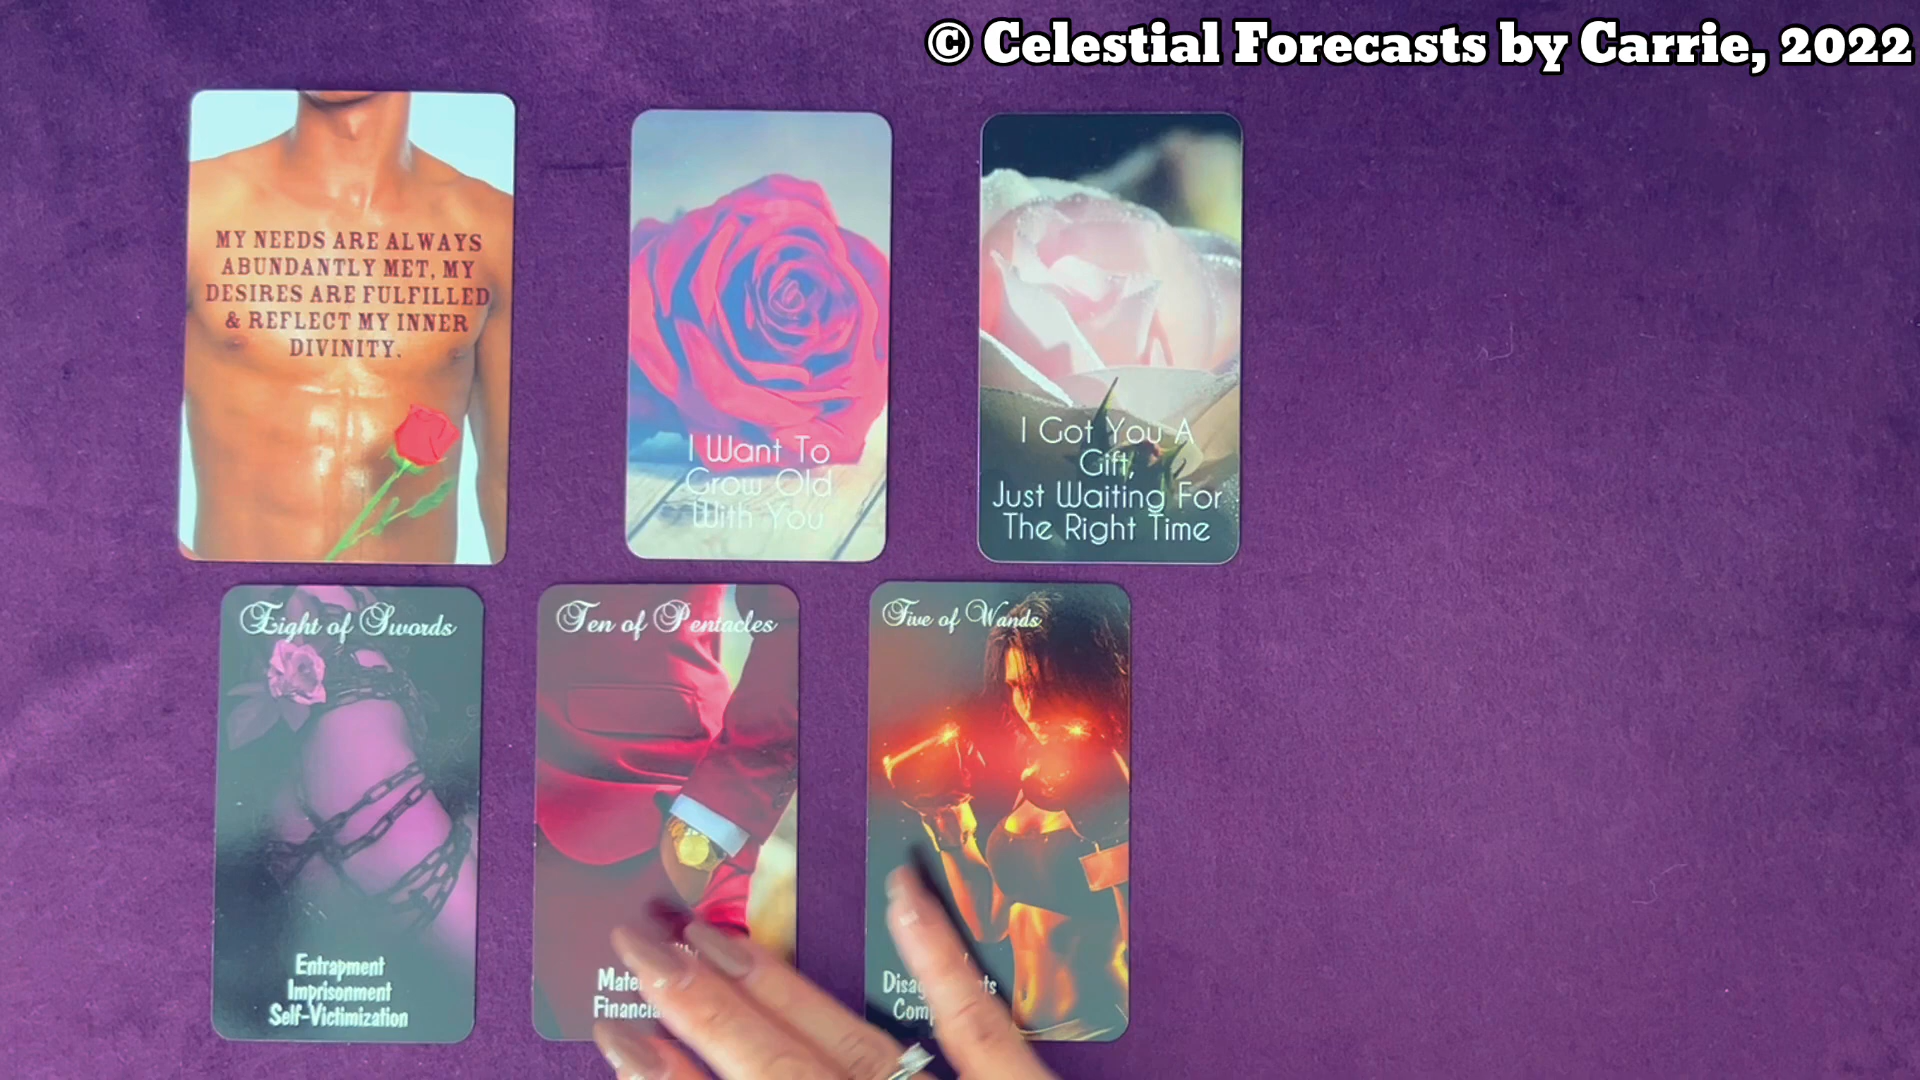 © Celestial Forecasts by Carrie, 2022
MY NEEDS ARE ALWAYS
ABUNDANTLY MET, MY
DESIRES ARE FULFILLED
& REFLECT MY INNER
DIVINITY.
I Want To
Grow Old
With You
I Got You A
Gift,
Just Waiting For
The Right Time
Eight of Swords
Entrapment
Imprisonment
Self-Victimization
Ten of Pentacles
Five of Wands